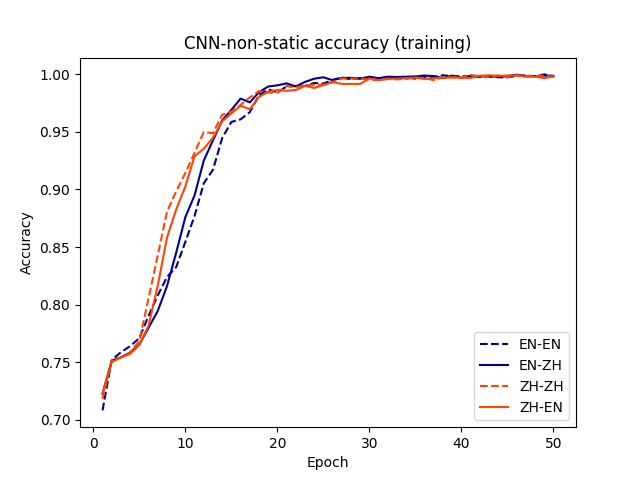 CNN-non-static accuracy (training)
1.00
0.95
0.90
0.85
0.80
0.75
0.70
Accuracy
0 10 20 30 40 50
Epoch
EN-EN
EN-ZH
ZH-ZH
ZH-EN